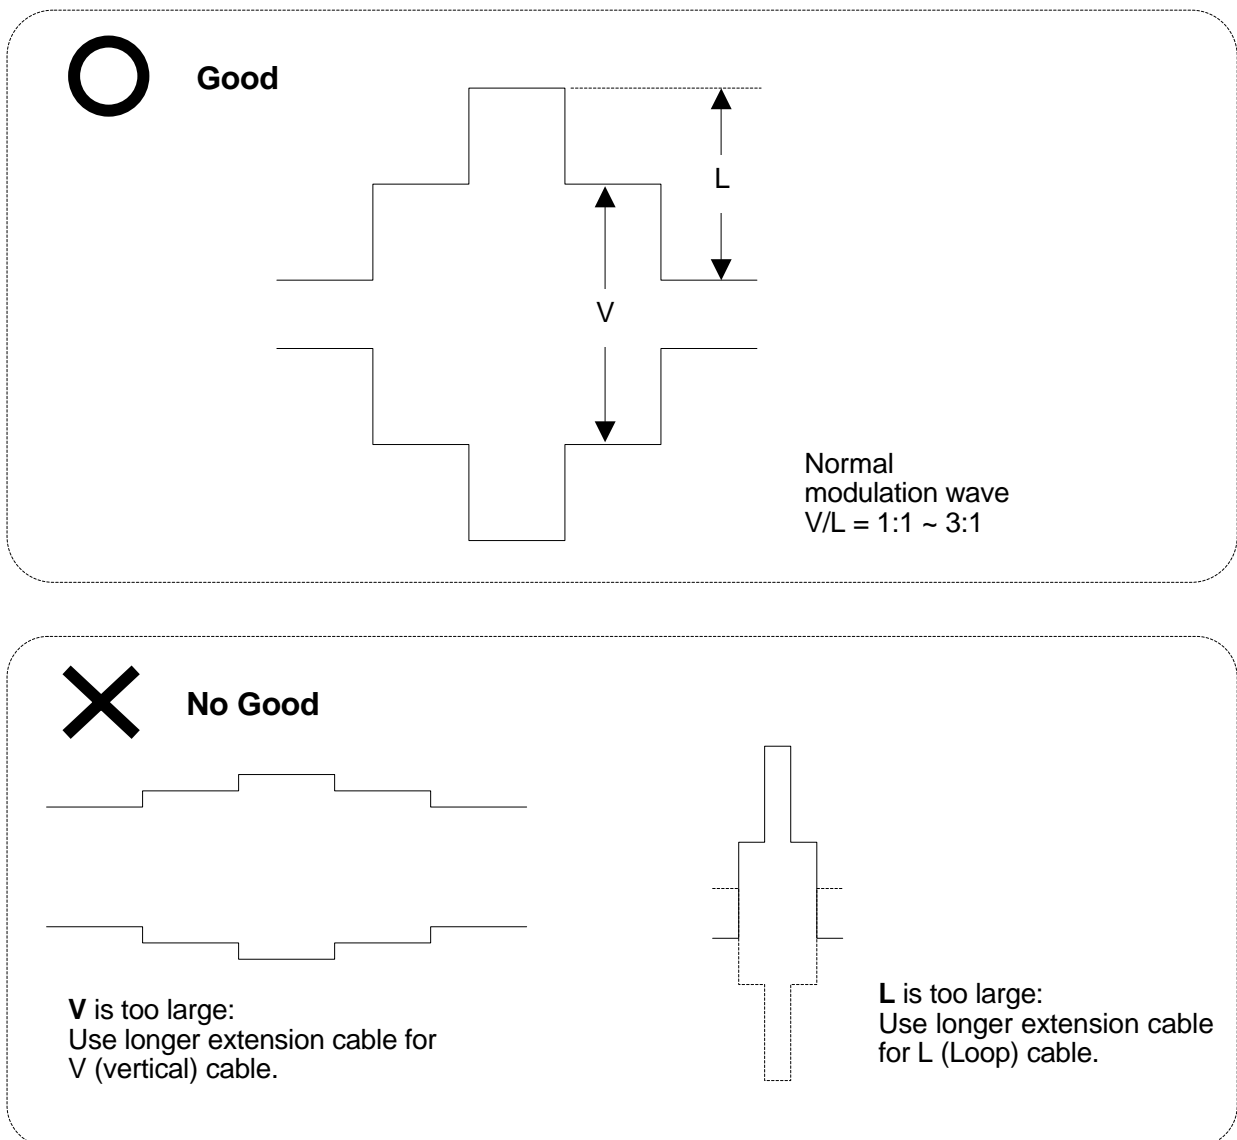 Good
L
V
Normal
modulation wave
V/L = 1:1 ~ 3:1
No Good
V is too large:
Use longer extension cable for
V (vertical) cable.
L is too large:
Use longer extension cable
for L (Loop) cable.